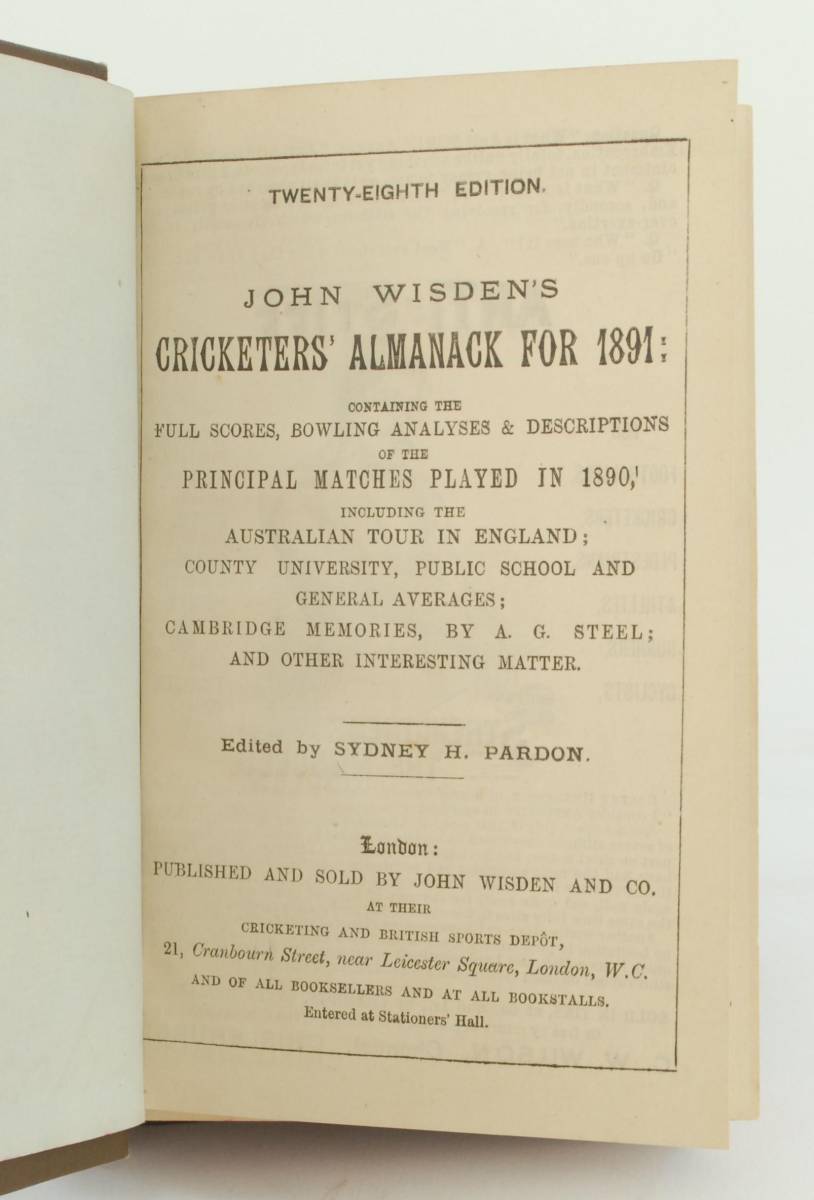 TWENTY-EIGHTH EDITION.
JOHN WISDEN'S
CRICKETERS' ALMANACK FOR 1891:
CONTAINING THE
FULL SCORES, BOWLING ANALYSES & DESCRIPTIONS
OF THE
PRINCIPAL MATCHES PLAYED IN 1890,
INCLUDING THE
AUSTRALIAN TOUR IN ENGLAND;
COUNTY UNIVERSITY, PUBLIC SCHOOL AND
GENERAL AVERAGES;
CAMBRIDGE MEMORIES, BY A. G. STEEL;
AND OTHER INTERESTING MATTER.
Edited by SYDNEY H. PARDON.
London:
PUBLISHED AND SOLD BY JOHN WISDEN AND CO.
AT THEIR
CRICKETING AND BRITISH SPORTS DEPÔT,
21, Cranbourn Street, near Leicester Square, London, W.C.
AND OF ALL BOOKSELLERS AND AT ALL BOOKSTALLS.
Entered at Stationers' Hall.